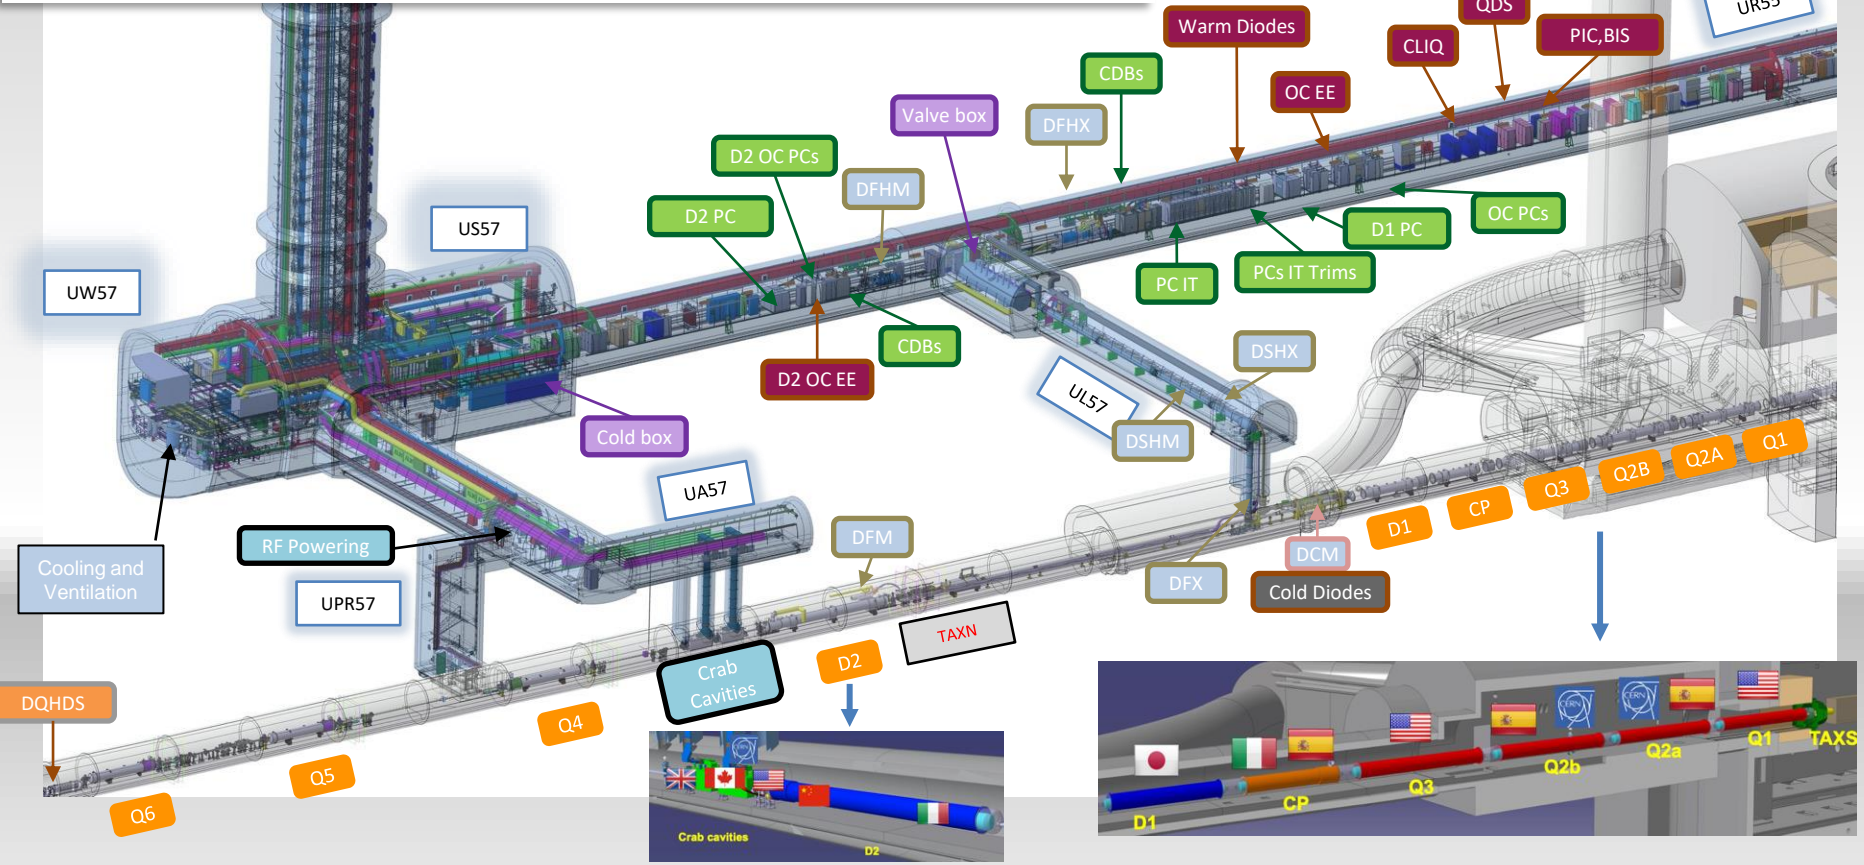 QDS
UR55
Warm Diodes
CLIQ
PIC,BIS
CDBs
OC EE
Valve box
DFHX
D2 OC PCs
DFHM
D2 PC
US57
OC PCs
D1 PC
UW57
PC IT
PCs IT Trims
CDBs
D2 OC EE
DSHX
UL57
DSHM
Cold box
Q1
Q2A
Q2B
Q3
CP
D1
UA57
RF Powering
DFM
DCM
DFX
Cold Diodes
Cooling and
Ventilation
UPR57
TAXN
D2
Crab
Cavities
DQHDS
Q4
Q5
Q6
CERN
Crab cavities
D2
CERN
CERN
TAXS
Q1
Q2a
Q2b
Q3
CP
D1